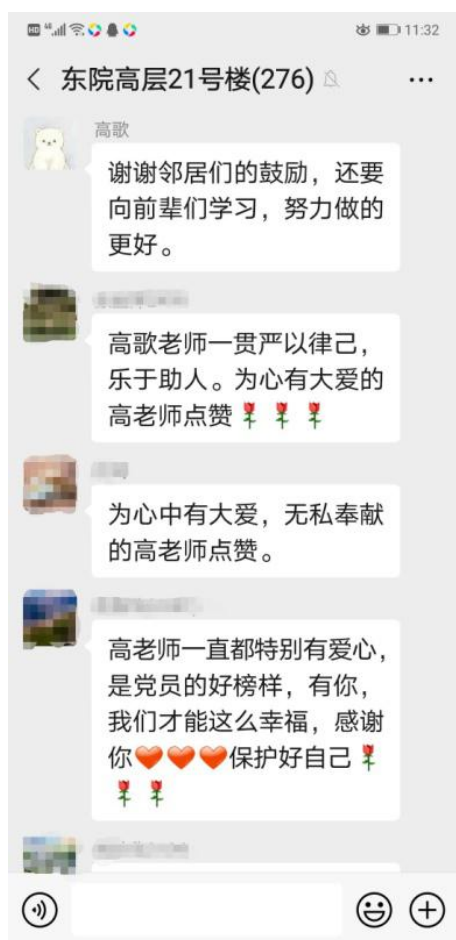 HD 11:32
东院高层21号楼(276)
高歌
谢谢邻居们的鼓励，还要
向前辈们学习，努力做的
更好。
高歌老师一贯严以律己，
乐于助人。为心有大爱的
高老师点赞🌹🌹🌹
为心中有大爱，无私奉献
的高老师点赞。
高老师一直都特别有爱心，
是党员的好榜样，有你，
我们才能这么幸福，感谢
你❤️❤️❤️保护好自己🌹
🌹🌹